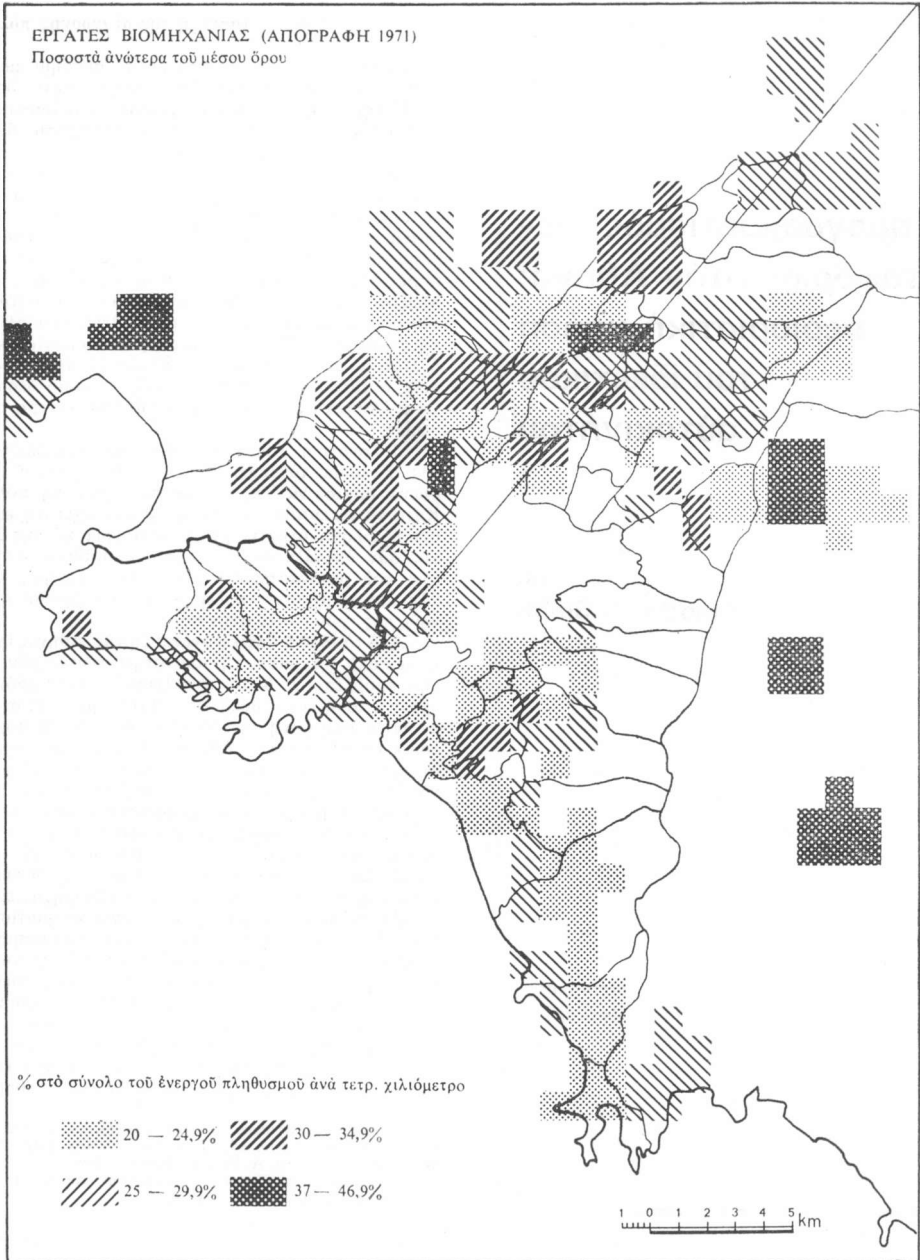 ΕΡΓΑΤΕΣ ΒΙΟΜΗΧΑΝΙΑΣ (ΑΠΟΓΡΑΦΗ 1971)
Ποσοστὰ ἀνώτερα τοῦ μέσου ὅρου
% στὸ σύνολο τοῦ ἐνεργοῦ πληθυσμοῦ ἀνὰ τετρ. χιλιόμετρο
20 — 24,9% 30 — 34,9%
25 — 29,9% 37 — 46,9%
1 0 1 2 3 4 5 km